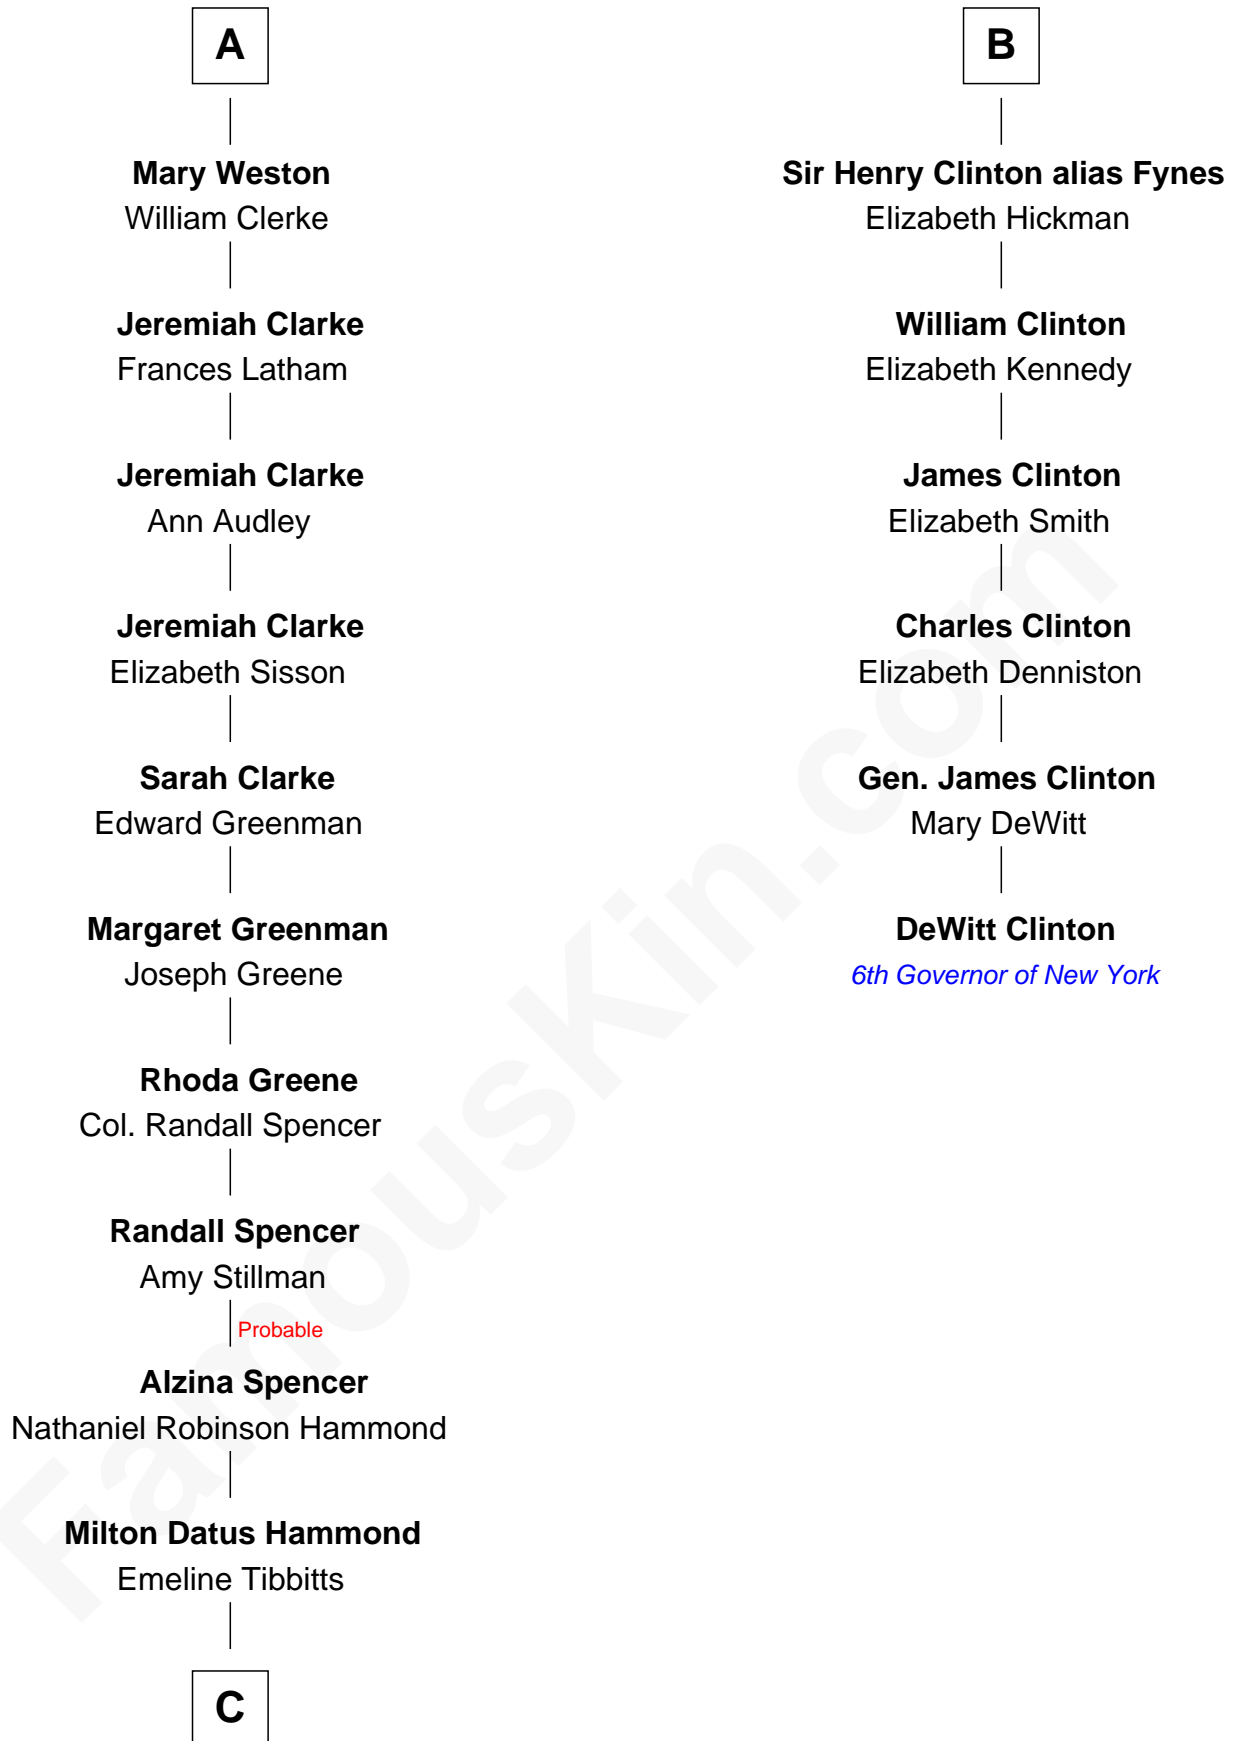 A
Mary Weston
William Clerke
Jeremiah Clarke
Frances Latham
Jeremiah Clarke
Ann Audley
Jeremiah Clarke
Elizabeth Sisson
Sarah Clarke
Edward Greenman
Margaret Greenman
Joseph Greene
Rhoda Greene
Col. Randall Spencer
Randall Spencer
Amy Stillman
Probable
Alzina Spencer
Nathaniel Robinson Hammond
Milton Datus Hammond
Emeline Tibbitts
C
B
Sir Henry Clinton alias Fynes
Elizabeth Hickman
William Clinton
Elizabeth Kennedy
James Clinton
Elizabeth Smith
Charles Clinton
Elizabeth Denniston
Gen. James Clinton
Mary DeWitt
DeWitt Clinton
6th Governor of New York
FamousKin.com